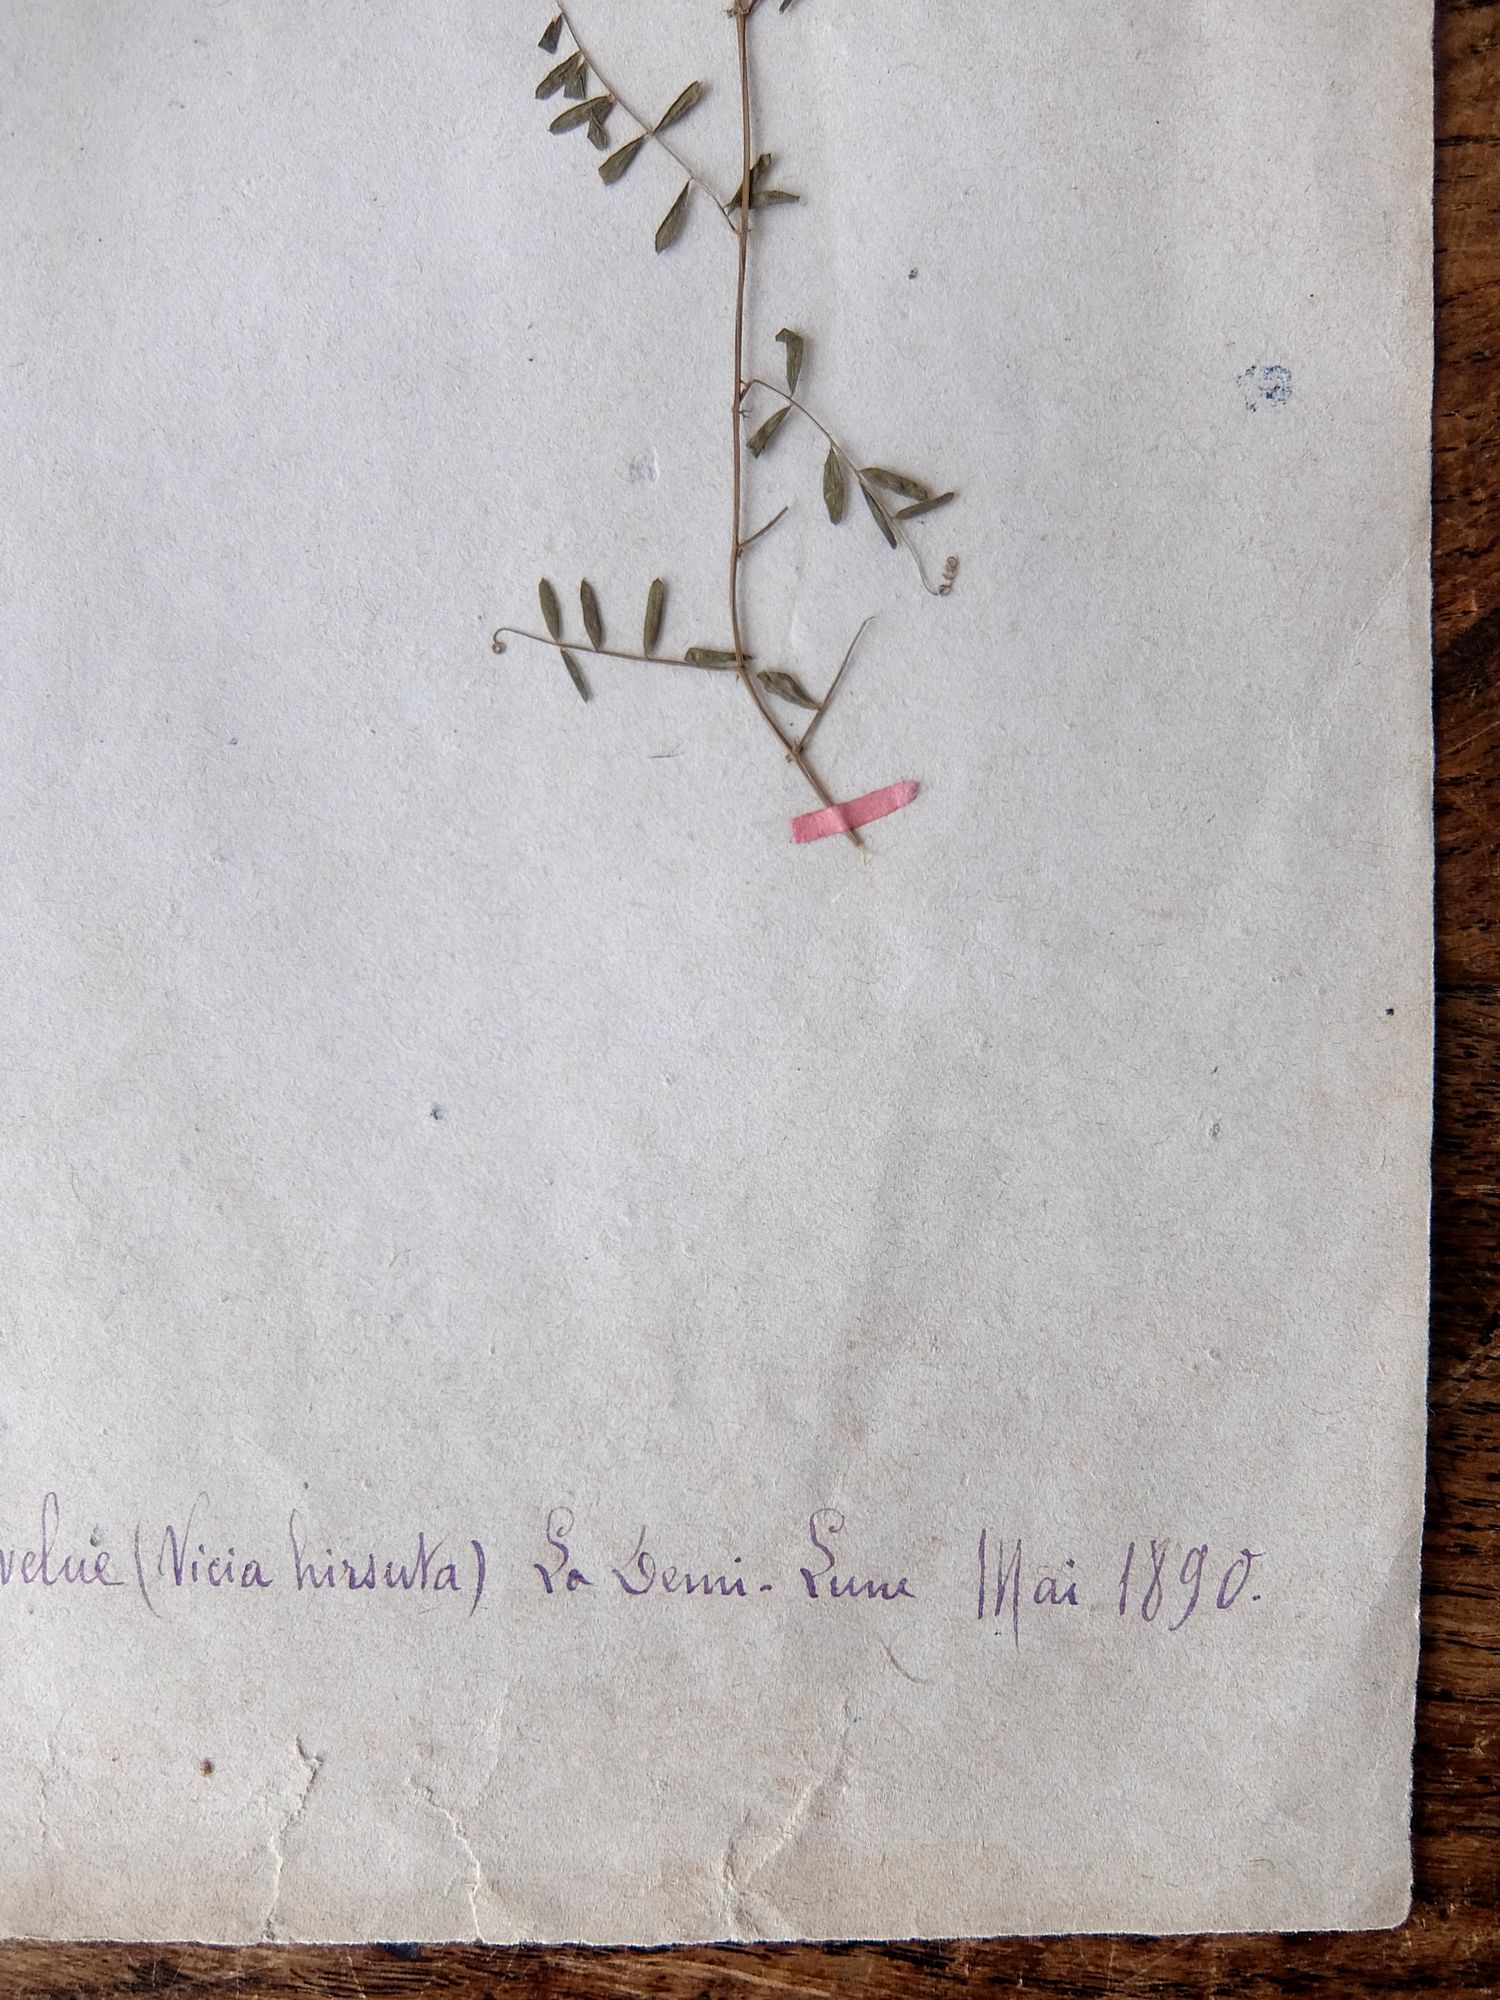 velue (Vicia hirsuta) La Demi-Lune Mai 1890.